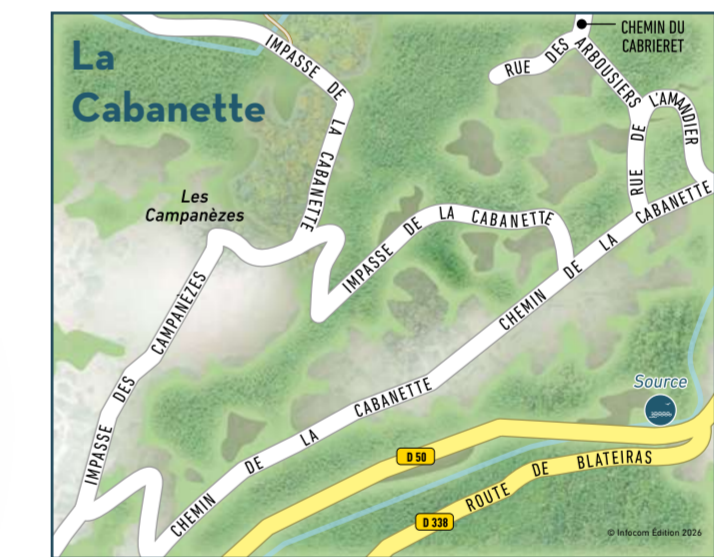 La
Cabanette
CHEMIN DU
CABRIERET
RUE DES ARBOUSIERS
IMPASSE DE LA CABANETTE
RUE DE L'AMANDIER
Les
Campanèzes
IMPASSE DE LA CABANETTE
CHEMIN DE LA CABANETTE
IMPASSE DES CAMPANÈZES
Source
CHEMIN DE LA CABANETTE
D 50
ROUTE DE BLATEIRAS
D 338
© Infocom Édition 2026